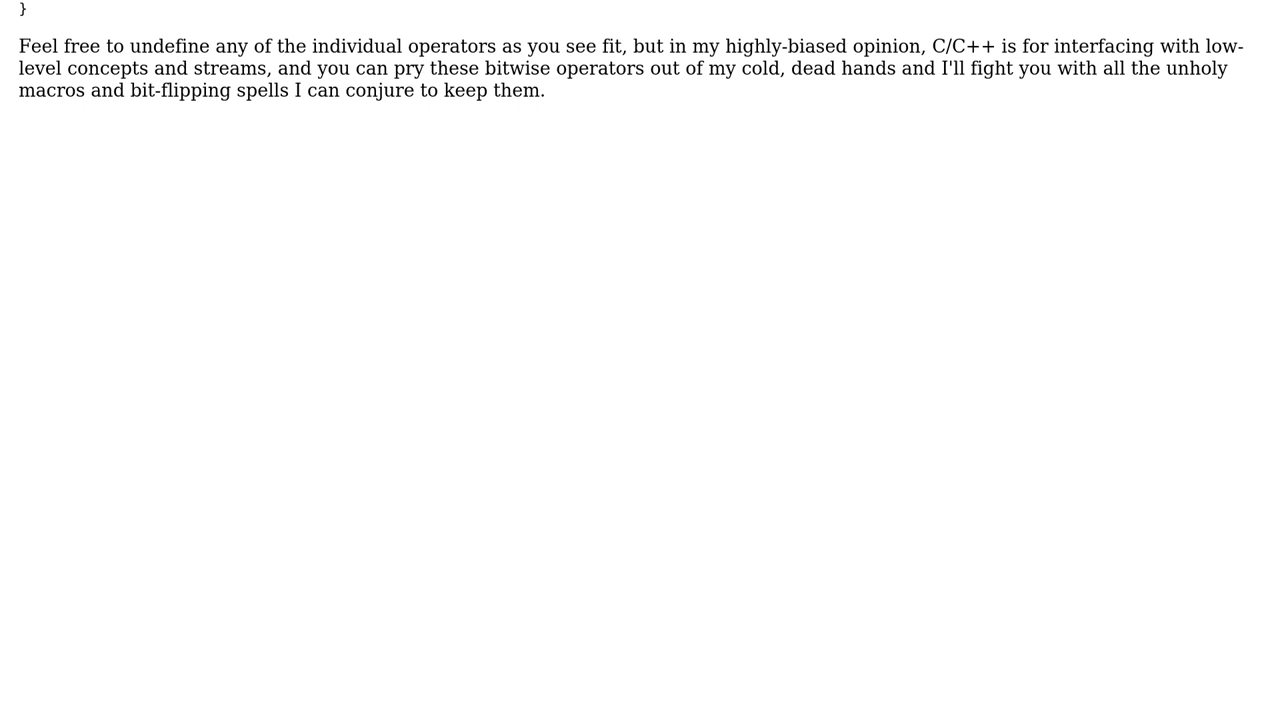 }
Feel free to undefine any of the individual operators as you see fit, but in my highly-biased opinion, C/C++ is for interfacing with low-
level concepts and streams, and you can pry these bitwise operators out of my cold, dead hands and I'll fight you with all the unholy
macros and bit-flipping spells I can conjure to keep them.